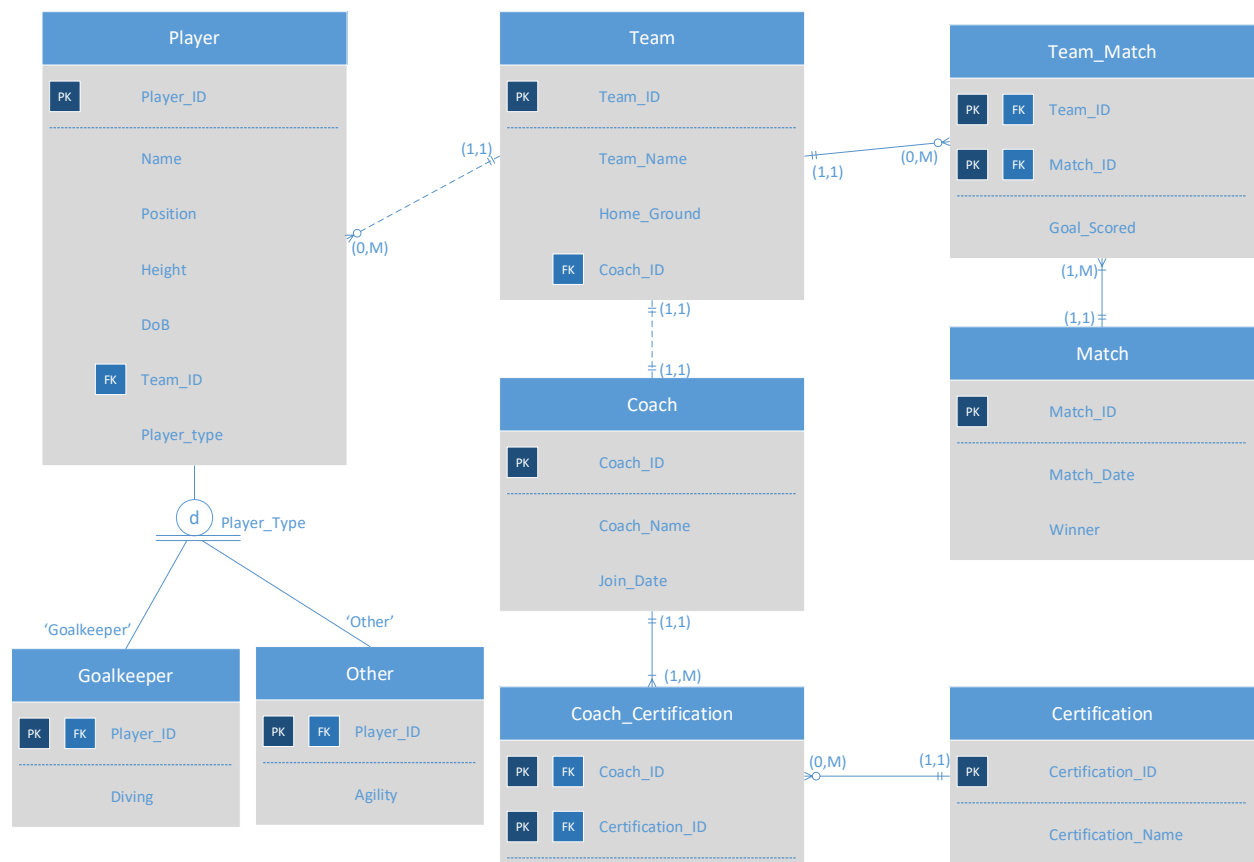 Player
PK Player_ID
Name
Position
Height
DoB
FK Team_ID
Player_type
d Player_Type
'Goalkeeper'
'Other'
Goalkeeper
PK FK Player_ID
Diving
Other
PK FK Player_ID
Agility
(1,1)
(0,M)
Team
PK Team_ID
Team_Name
Home_Ground
FK Coach_ID
(1,1)
(0,M)
(1,1)
(1,1)
Coach
PK Coach_ID
Coach_Name
Join_Date
(1,1)
(1,M)
Coach_Certification
PK FK Coach_ID
PK FK Certification_ID
(0,M)
(1,1)
Team_Match
PK FK Team_ID
PK FK Match_ID
Goal_Scored
(1,M)
(1,1)
Match
PK Match_ID
Match_Date
Winner
Certification
PK Certification_ID
Certification_Name